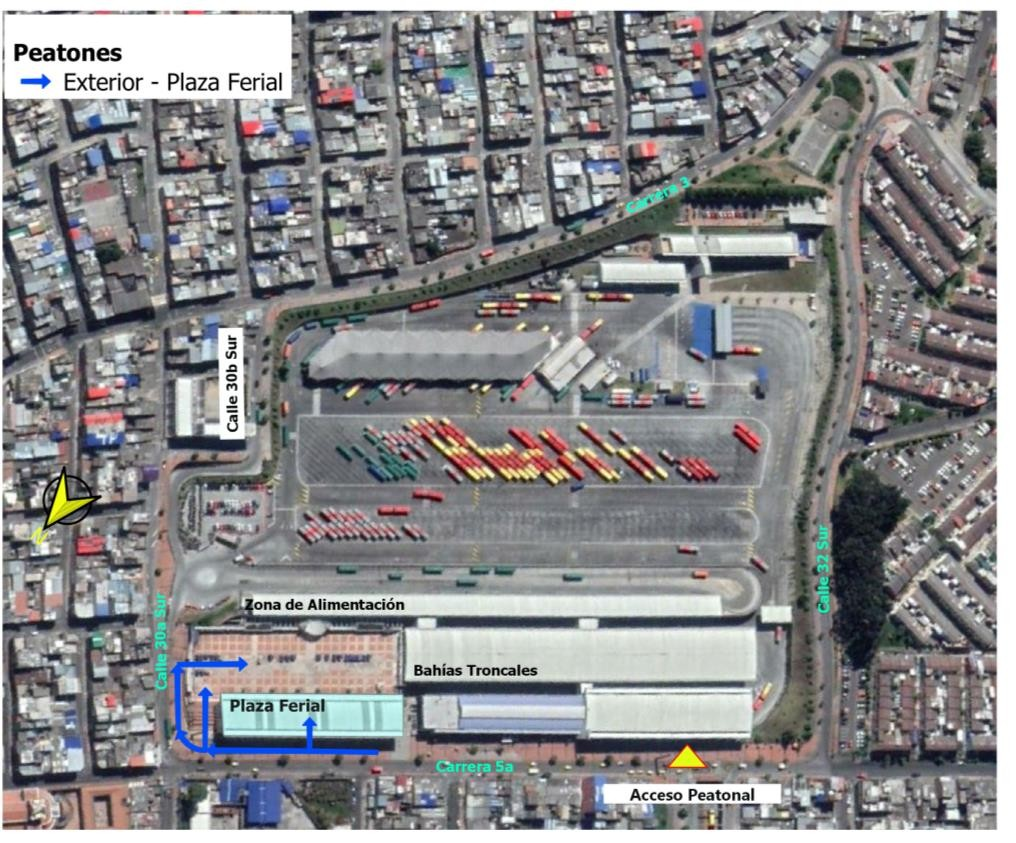 Peatones
Exterior - Plaza Ferial
Carrera 3
Calle 30b Sur
Calle 32 Sur
N
Calle 30a Sur
Zona de Alimentación
Bahías Troncales
Plaza Ferial
Carrera 5a
Acceso Peatonal